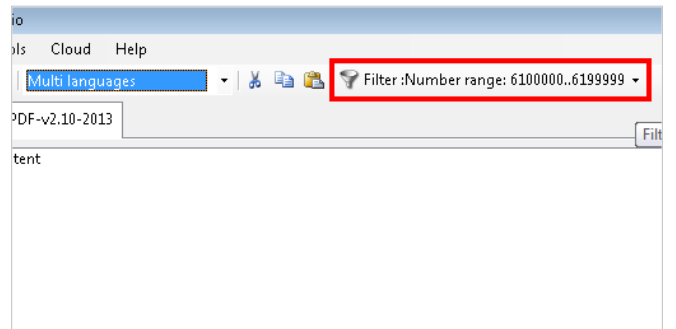 io
ols Cloud Help
Multi languages Filter :Number range: 6100000..6199999
PDF-v2.10-2013
Filt
tent